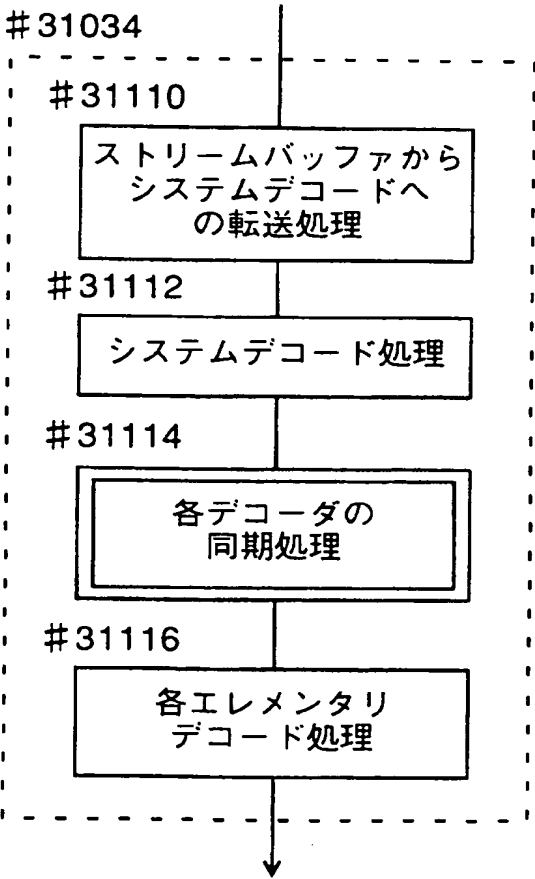 #31034
#31110
ストリームバッファから
システムデコードへ
の転送処理
#31112
システムデコード処理
#31114
各デコーダの
同期処理
#31116
各エレメンタリ
デコード処理